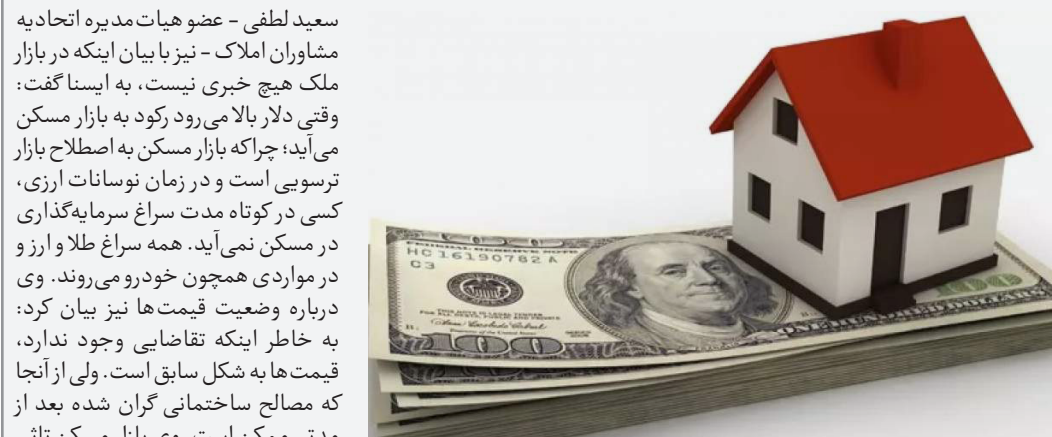 سعید لطفی - عضو هیات‌مدیره اتحادیه
مشاوران املاک - نیز با بیان اینکه در بازار
ملک هیچ خبری نیست، به ایسنا گفت:
وقتی دلار بالا می‌رود رکود به بازار مسکن
می‌آید؛ چراکه بازار مسکن به اصطلاح بازار
ترسویی است و در زمان نوسانات ارزی،
کسی در کوتاه مدت سراغ سرمایه‌گذاری
در مسکن نمی‌آید. همه سراغ طلا و ارز و
در مواردی همچون خودرو می‌روند. وی
درباره وضعیت قیمت‌ها نیز بیان کرد:
به خاطر اینکه تقاضایی وجود ندارد،
قیمت‌ها به شکل سابق است. ولی از آنجا
که مصالح ساختمانی گران شده بعد از
FEDERAL RESERVE NOTE
HC 16190782 A
C3
100